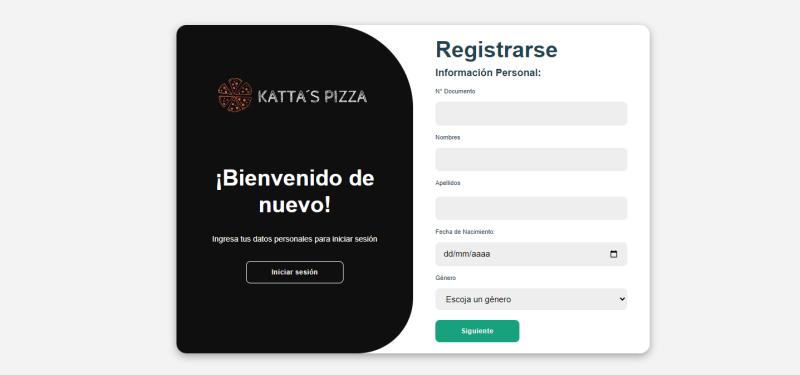 KATTA´S PIZZA
¡Bienvenido de
nuevo!
Ingresa tus datos personales para iniciar sesión
Iniciar sesión
Registrarse
Información Personal:
N° Documento
Nombres
Apellidos
Fecha de Nacimiento:
dd/mm/aaaa
Género
Escoja un género
Siguiente